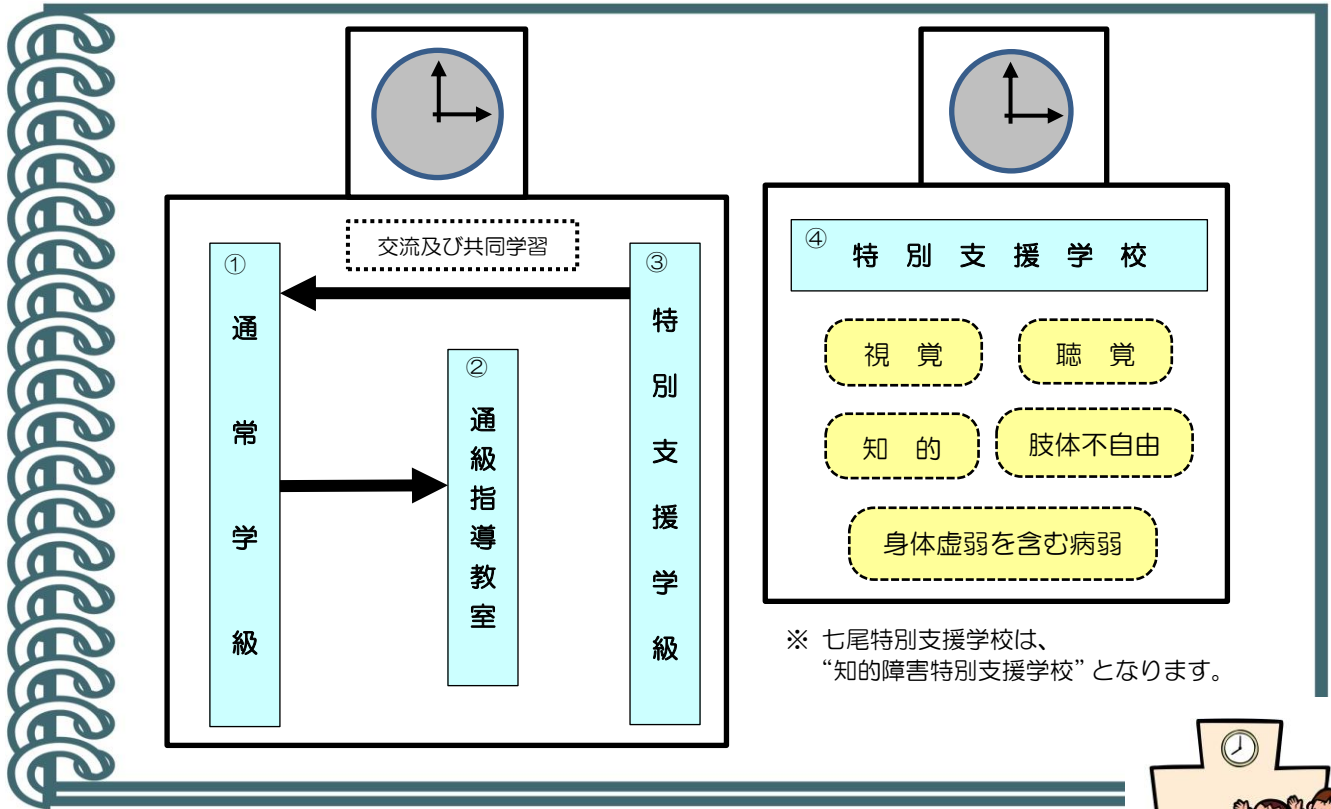 交流及び共同学習
①
通常学級
②
通級指導教室
③
特別支援学級
④
特別支援学校
視覚
聴覚
知的
肢体不自由
身体虚弱を含む病弱
※ 七尾特別支援学校は、
“知的障害特別支援学校”となります。